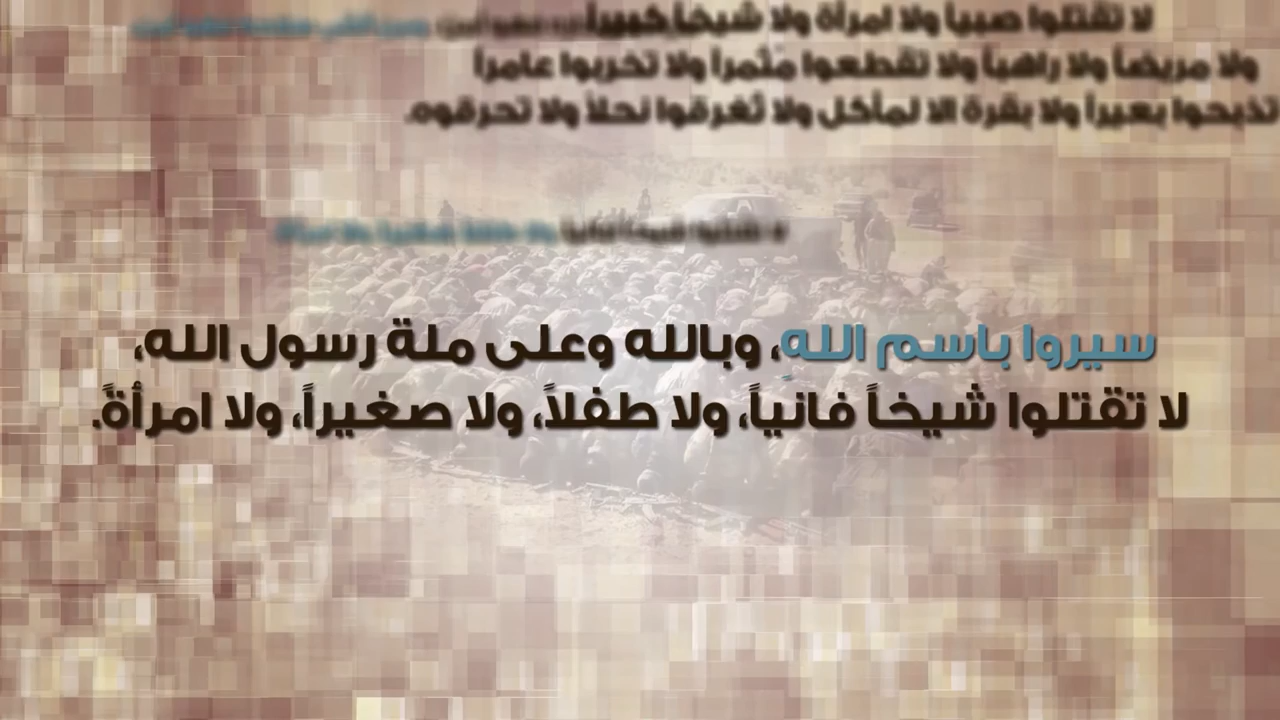 لا تقتلوا صبياً ولا امرأة ولا شيخاً كبيراً
ولا مريضاً ولا راهباً ولا تقطعوا مثمراً ولا تخربوا عامراً
تذبحوا بعيراً ولا بقرة الا لمأكل ولا تغرقوا نحلاً ولا تحرقوه.
سيروا باسم اللهِ، وبالله وعلى ملة رسول الله،
لا تقتلوا شيخاً فانياً، ولا طفلاً، ولا صغيراً، ولا امرأةً.